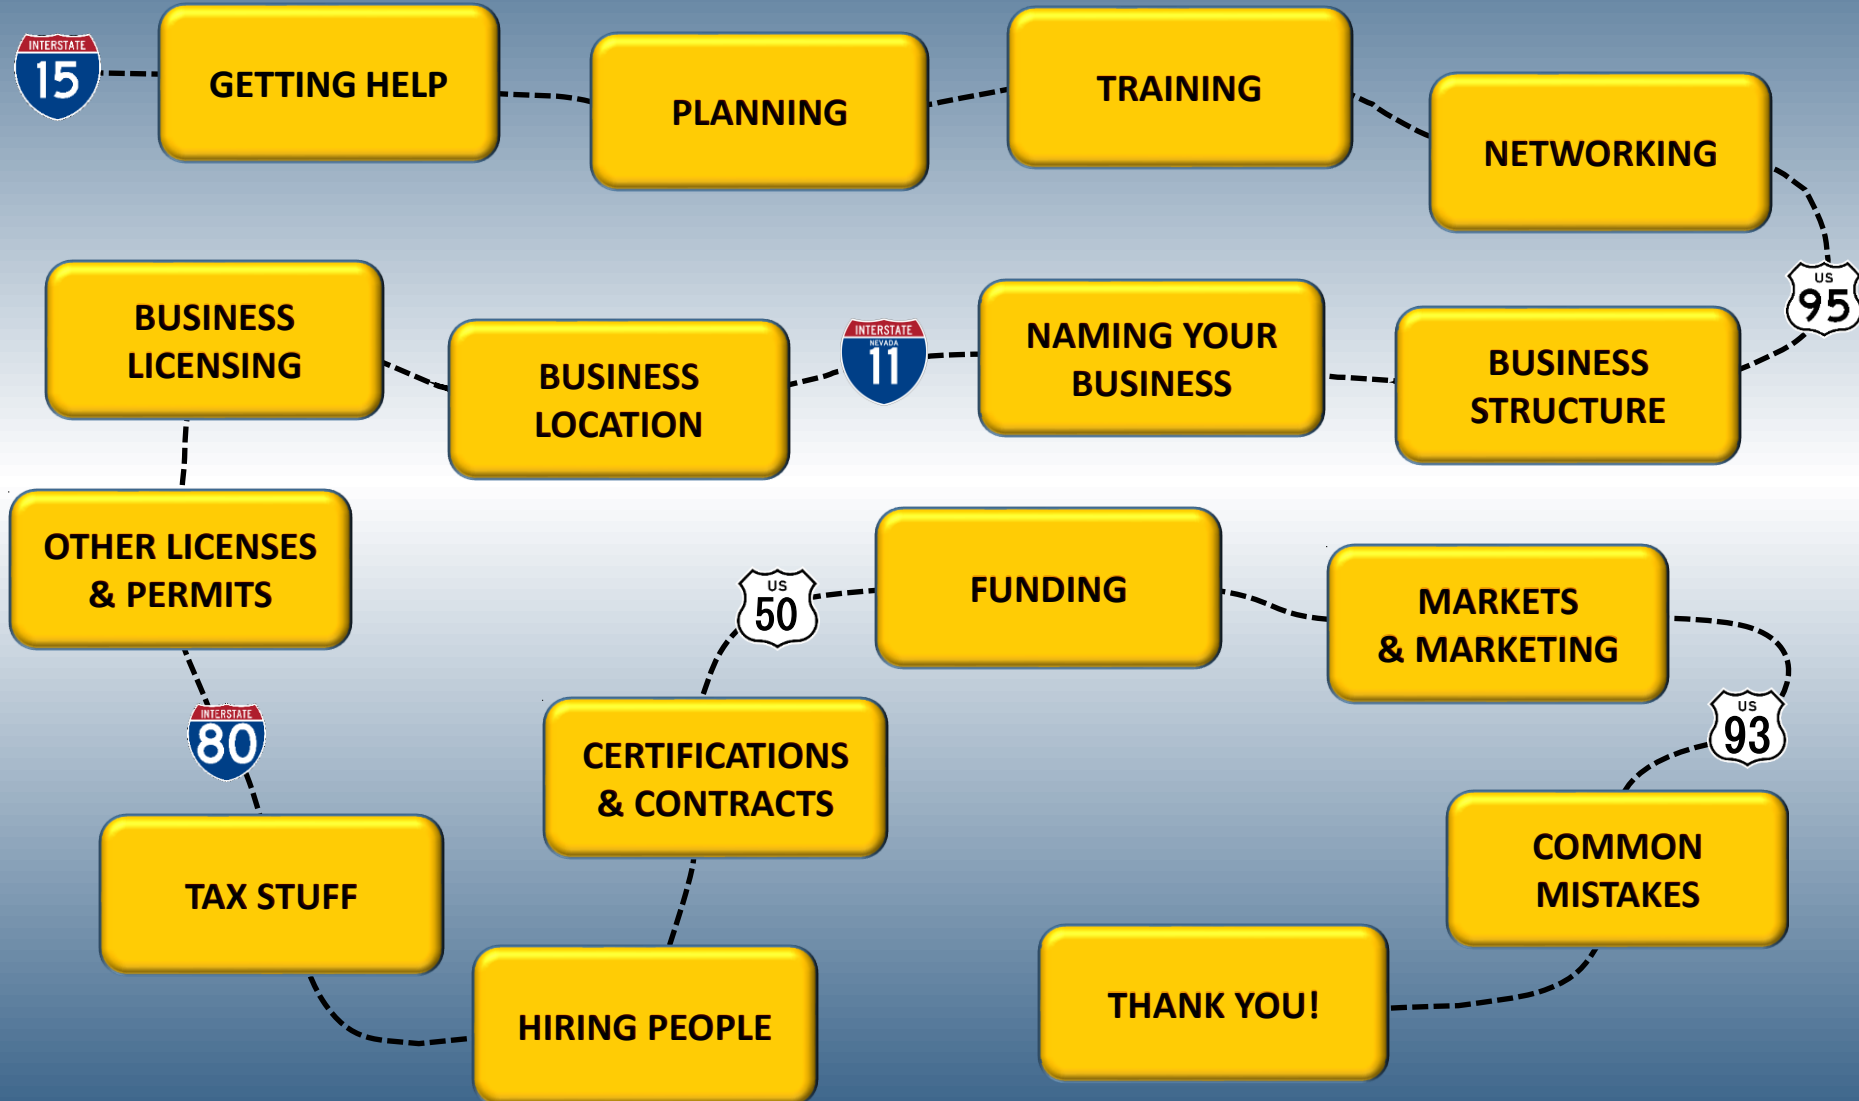 INTERSTATE
15
GETTING HELP
PLANNING
TRAINING
NETWORKING
US
95
BUSINESS
STRUCTURE
NAMING YOUR
BUSINESS
INTERSTATE
NEVADA
11
BUSINESS
LOCATION
BUSINESS
LICENSING
OTHER LICENSES
& PERMITS
INTERSTATE
80
TAX STUFF
HIRING PEOPLE
CERTIFICATIONS
& CONTRACTS
US
50
FUNDING
MARKETS
& MARKETING
US
93
COMMON
MISTAKES
THANK YOU!